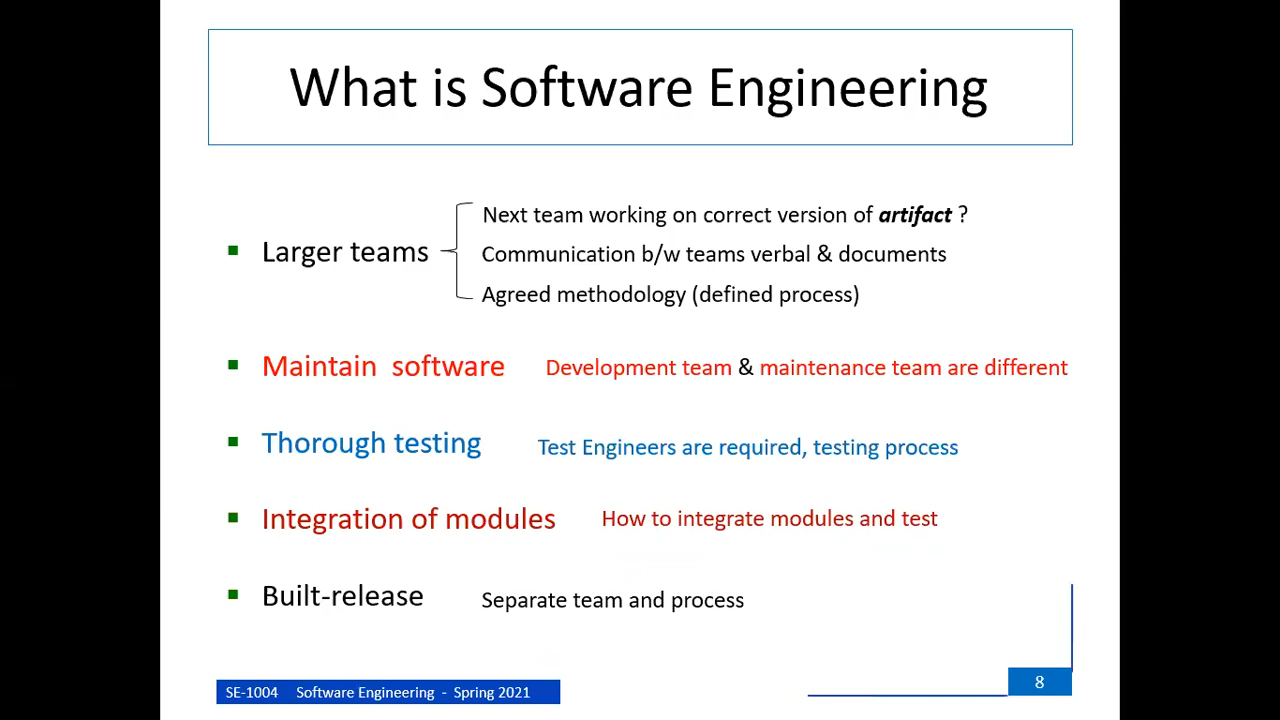 What is Software Engineering
Next team working on correct version of artifact ?
Larger teams
Communication b/w teams verbal & documents
Agreed methodology (defined process)
Maintain software Development team & maintenance team are different
Thorough testing Test Engineers are required, testing process
Integration of modules How to integrate modules and test
Built-release Separate team and process
SE-1004 Software Engineering - Spring 2021
8